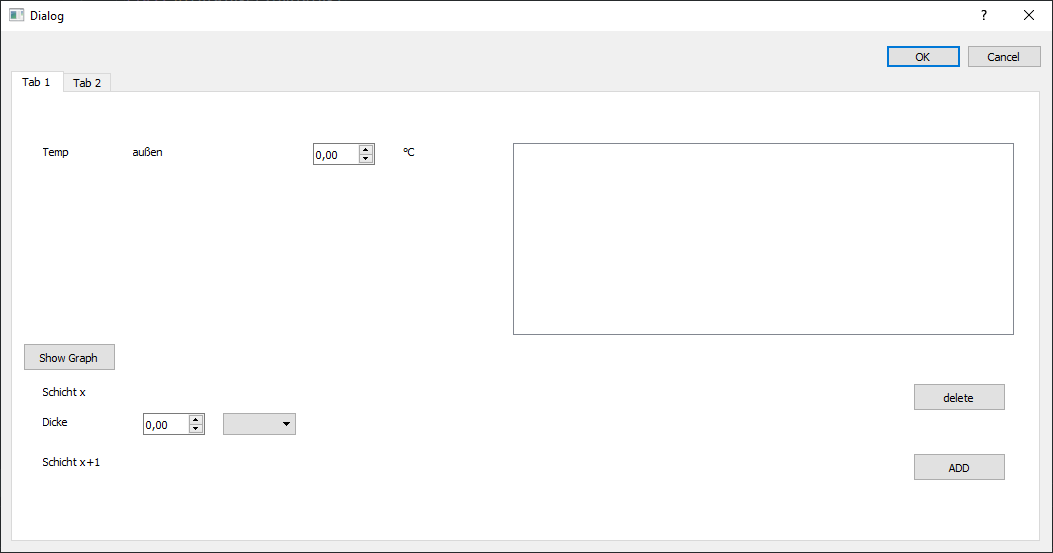 Dialog
OK Cancel
Tab 1 Tab 2
Temp außen 0,00 °C
Show Graph
Schicht x delete
Dicke 0,00
Schicht x+1 ADD